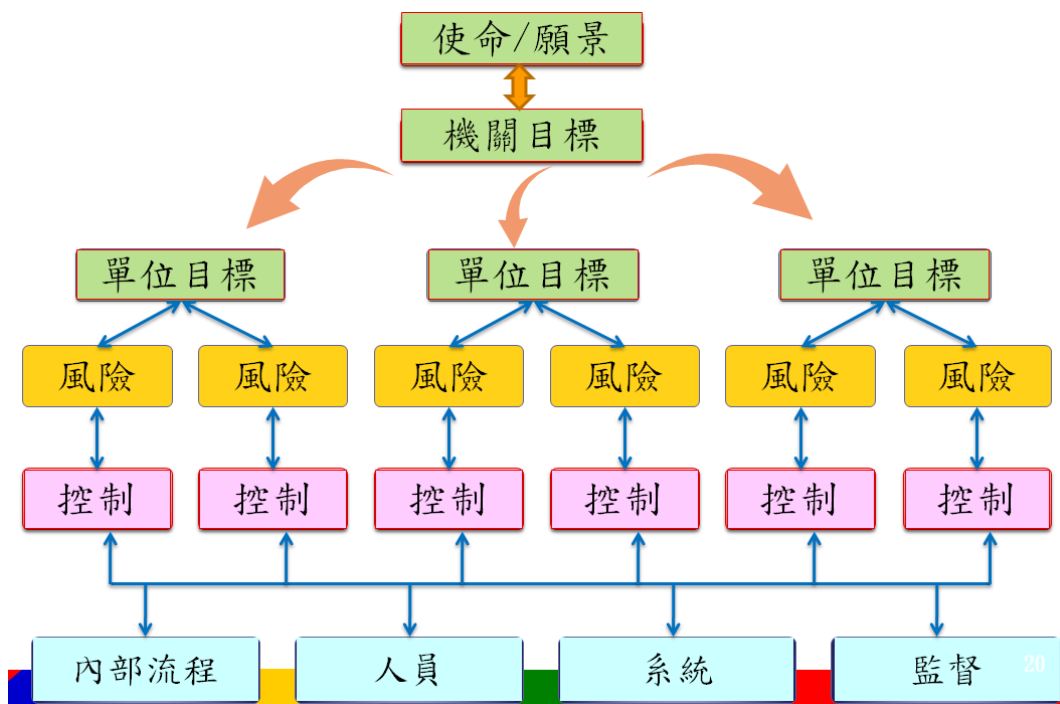 使命/願景
機關目標
單位目標 單位目標 單位目標
風險 風險 風險 風險 風險 風險
控制 控制 控制 控制 控制 控制
內部流程 人員 系統 監督 20